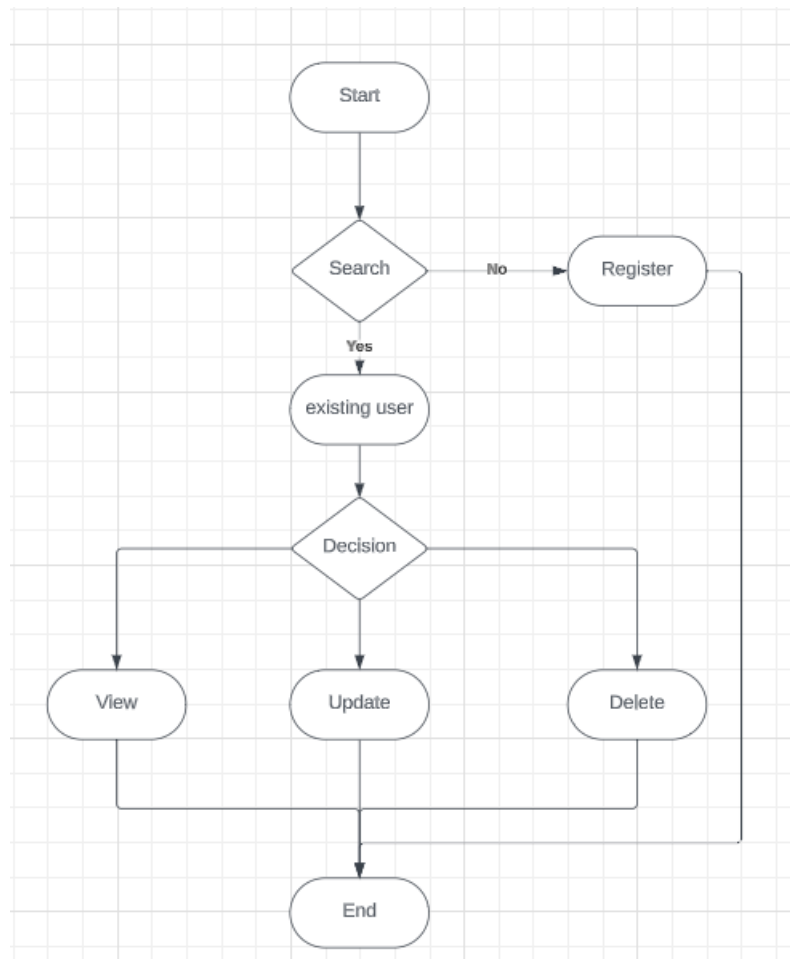 Start
Search
No
Register
Yes
existing user
Decision
View
Update
Delete
End